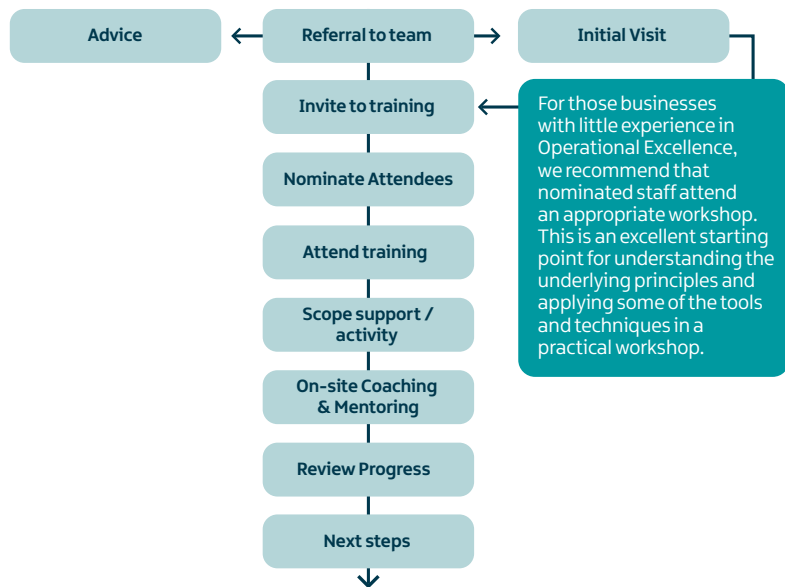 Advice
Referral to team
Initial Visit
Invite to training
For those businesses
with little experience in
Operational Excellence,
we recommend that
nominated staff attend
an appropriate workshop.
This is an excellent starting
point for understanding the
underlying principles and
applying some of the tools
and techniques in a
practical workshop.
Nominate Attendees
Attend training
Scope support /
activity
On-site Coaching
& Mentoring
Review Progress
Next steps